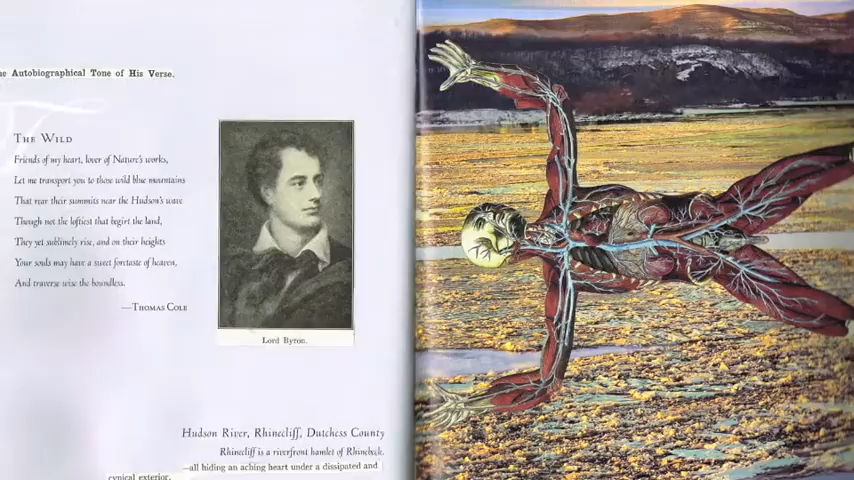 he Autobiographical Tone of His Verse.
THE WILD
Friends of my heart, lover of Nature's works,
Let me transport you to those wild blue mountains
That rear their summits near the Hudson's wave
Though not the loftiest that begirt the land,
They yet sublimely rise, and on their heights
Your souls may have a sweet foretaste of heaven,
And traverse wise the boundless.
—THOMAS COLE
Lord Byron.
Hudson River, Rhinecliff, Dutchess County
Rhinecliff is a riverfront hamlet of Rhinebeck.
—all hiding an aching heart under a dissipated and
cynical exterior.